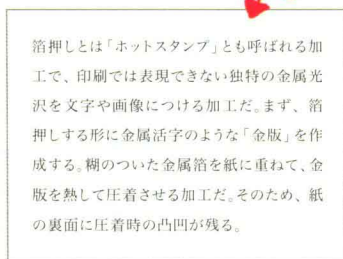 箔押しとは「ホットスタンプ」とも呼ばれる加
工で、印刷では表現できない独特の金属光
沢を文字や画像につける加工だ。まず、箔
押しする形に金属活字のような「金版」を作
成する。糊のついた金属箔を紙に重ねて、金
版を熱して圧着させる加工だ。そのため、紙
の裏面に圧着時の凸凹が残る。